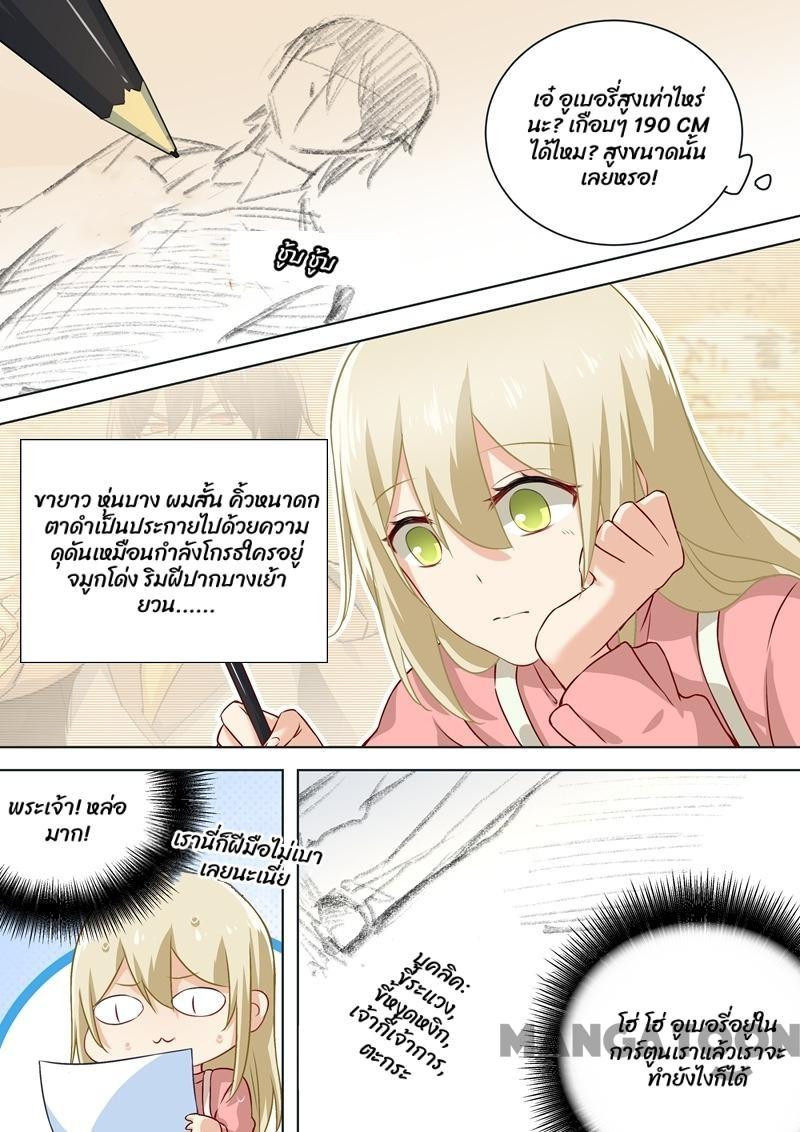 เอ๋ อูเบอรี่สูงเท่าไหร่
นะ? เกือบๆ 190 CM
ได้ไหม? สูงขนาดนั้น
เลยหรอ!
ชู้บ ชู้บ
ขายาว หุ่นบาง ผมสั้น คิ้วหนาดก
ตาดำเป็นประกายไปด้วยความ
ดุดันเหมือนกำลังโกรธใครอยู่
จมูกโด่ง ริมฝีปากบางเย้า
ยวน......
พระเจ้า! หล่อ
มาก!
เรานี่ก็ฝีมือไม่เบา
เลยนะเนี่ย
บุคลิค:
ขี้ระแวง,
ขี้หงุดหงิก,
เจ้ากี้เจ้าการ,
ตะกระ
โฮ่ โฮ่ อูเบอรี่อยู่ใน
การ์ตูนเราแล้วเราจะ
ทำยังไงก็ได้
MANGATOON